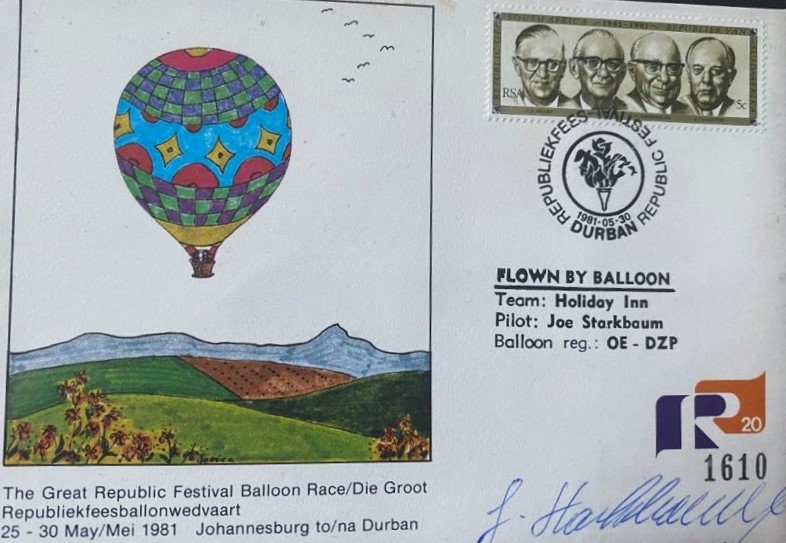 SOUTH AFRICA 1961-1981 REPUBLIEK VAN
RSA
5c
REPUBLIEKFEES
REPUBLIC FESTIVAL
1981-05-30
DURBAN
FLOWN BY BALLOON
Team: Holiday Inn
Pilot: Joe Starkbaum
Balloon reg.: OE - DZP
R 20
1610
The Great Republic Festival Balloon Race/Die Groot
Republiekfeesballonwedvaart
25 - 30 May/Mei 1981 Johannesburg to/na Durban
J. Starkbaum